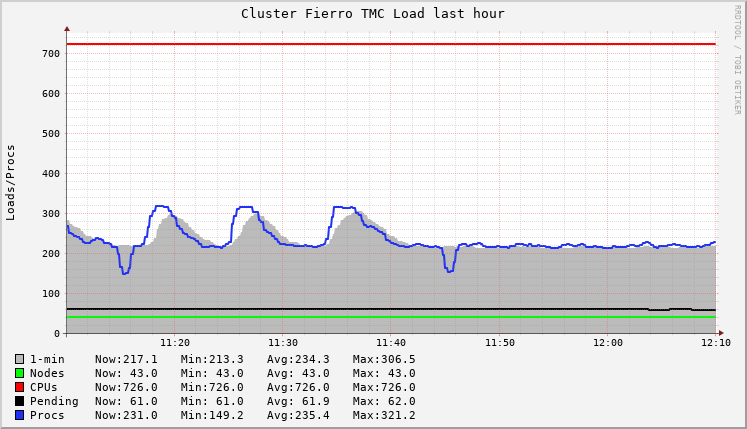 Cluster Fierro TMC Load last hour
RRDTOOL / TOBI OETIKER
Loads/Procs
700
600
500
400
300
200
100
0
11:20 11:30 11:40 11:50 12:00 12:10
1-min Now:217.1 Min:213.3 Avg:234.3 Max:306.5
Nodes Now: 43.0 Min: 43.0 Avg: 43.0 Max: 43.0
CPUs Now:726.0 Min:726.0 Avg:726.0 Max:726.0
Pending Now: 61.0 Min: 61.0 Avg: 61.9 Max: 62.0
Procs Now:231.0 Min:149.2 Avg:235.4 Max:321.2